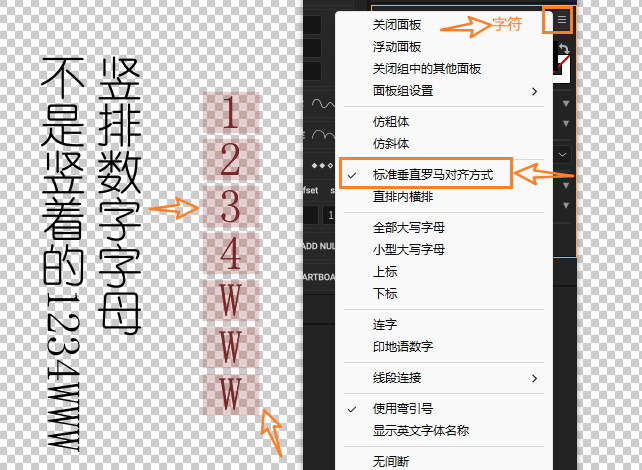 竖排数字字母
不是竖着的1234WWW
1
2
3
4
W
W
W
字符
关闭面板
浮动面板
关闭组中的其他面板
面板组设置
仿粗体
仿斜体
标准垂直罗马对齐方式
直排内横排
全部大写字母
小型大写字母
上标
下标
连字
印地语数字
线段连接
使用弯引号
显示英文字体名称
无间断
ffset
s
1
ADD NUL
ARTBOA